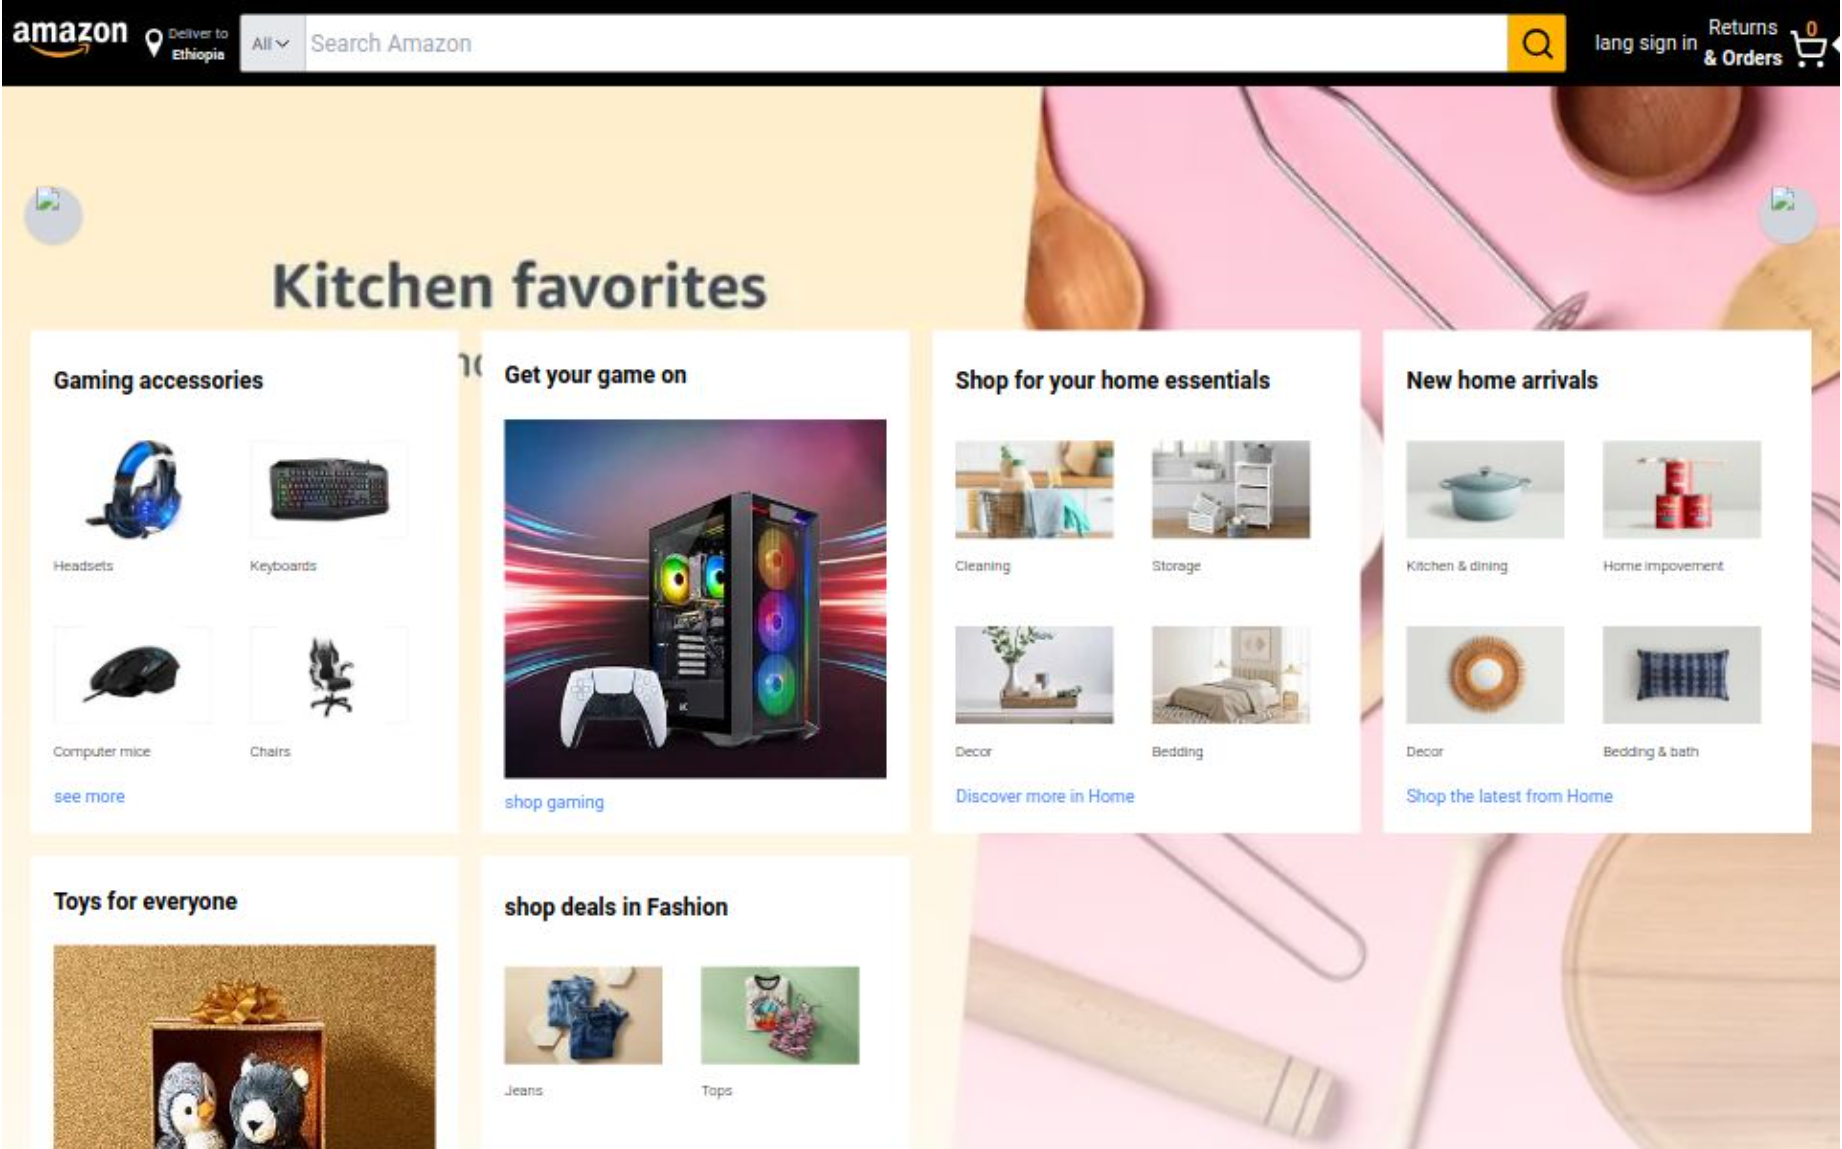 amazon
Deliver to
Ethiopia
All
Search Amazon
lang sign in
Returns
& Orders
0
Kitchen favorites
Gaming accessories
Headsets
Keyboards
Computer mice
Chairs
see more
Get your game on
shop gaming
Shop for your home essentials
Cleaning
Storage
Decor
Bedding
Discover more in Home
New home arrivals
Kitchen & dining
Home impovement
Decor
Bedding & bath
Shop the latest from Home
Toys for everyone
shop deals in Fashion
Jeans
Tops